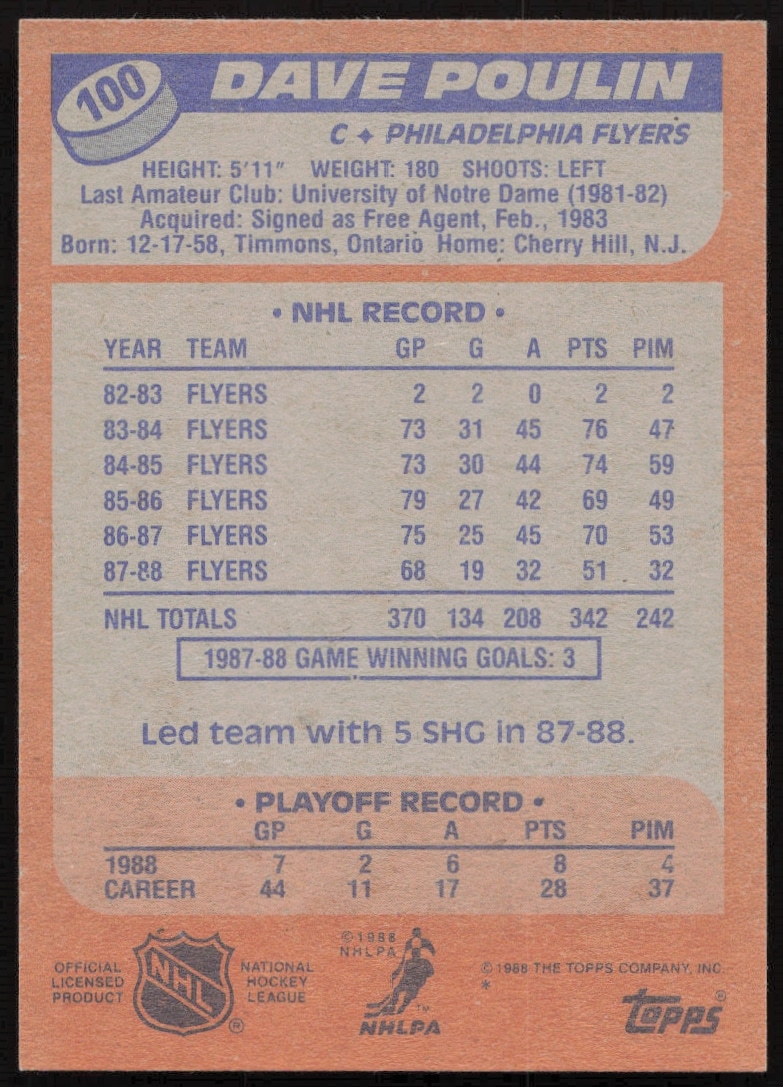 100
DAVE POULIN
C ✦ PHILADELPHIA FLYERS
HEIGHT: 5'11" WEIGHT: 180 SHOOTS: LEFT
Last Amateur Club: University of Notre Dame (1981-82)
Acquired: Signed as Free Agent, Feb., 1983
Born: 12-17-58, Timmons, Ontario Home: Cherry Hill, N.J.
• NHL RECORD •
YEAR TEAM GP G A PTS PIM
82-83 FLYERS 2 2 0 2 2
83-84 FLYERS 73 31 45 76 47
84-85 FLYERS 73 30 44 74 59
85-86 FLYERS 79 27 42 69 49
86-87 FLYERS 75 25 45 70 53
87-88 FLYERS 68 19 32 51 32
NHL TOTALS 370 134 208 342 242
1987-88 GAME WINNING GOALS: 3
Led team with 5 SHG in 87-88.
• PLAYOFF RECORD •
GP G A PTS PIM
1988 7 2 6 8 4
CAREER 44 11 17 28 37
OFFICIAL
LICENSED
PRODUCT
NHL
®
NATIONAL
HOCKEY
LEAGUE
©1988
NHLPA
™
NHLPA
© 1988 THE TOPPS COMPANY, INC.
*
topps®